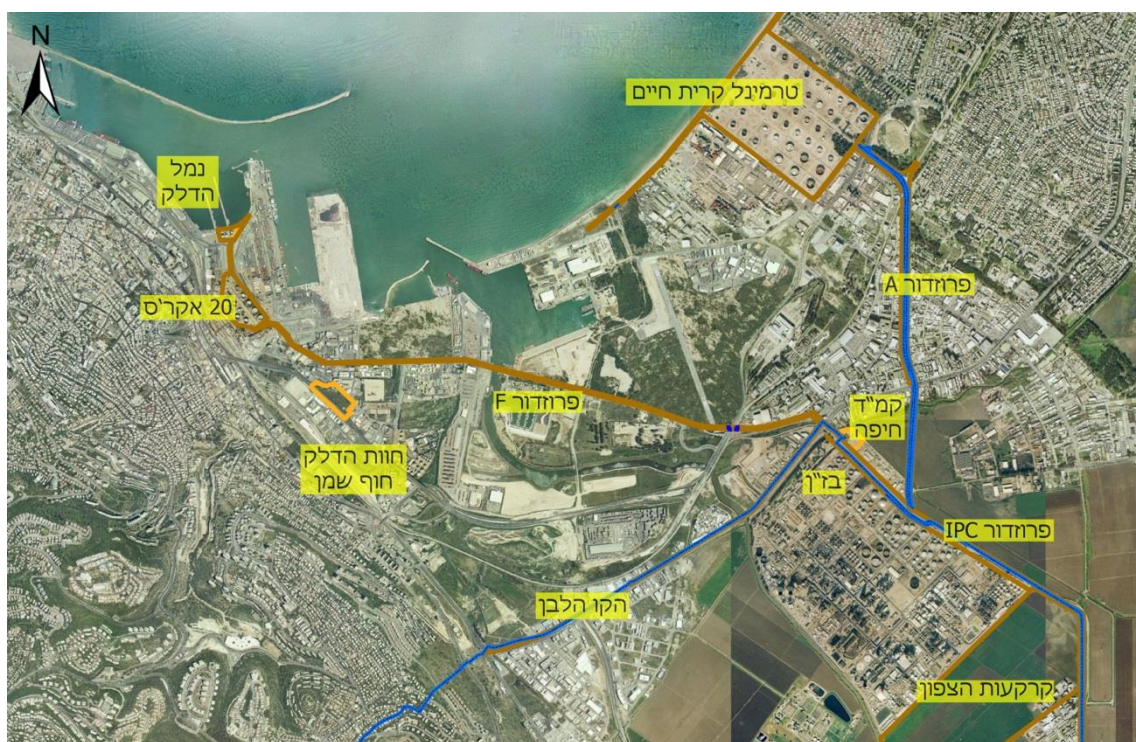 N
טרמינל קרית חיים
נמל
הדלק
פרוזדור A
20 אקר'ס
פרוזדור F
קמ"ד
חיפה
חוות הדלק
חוף שמן
בז"ן
פרוזדור IPC
הקו הלבן
קרקעות הצפון